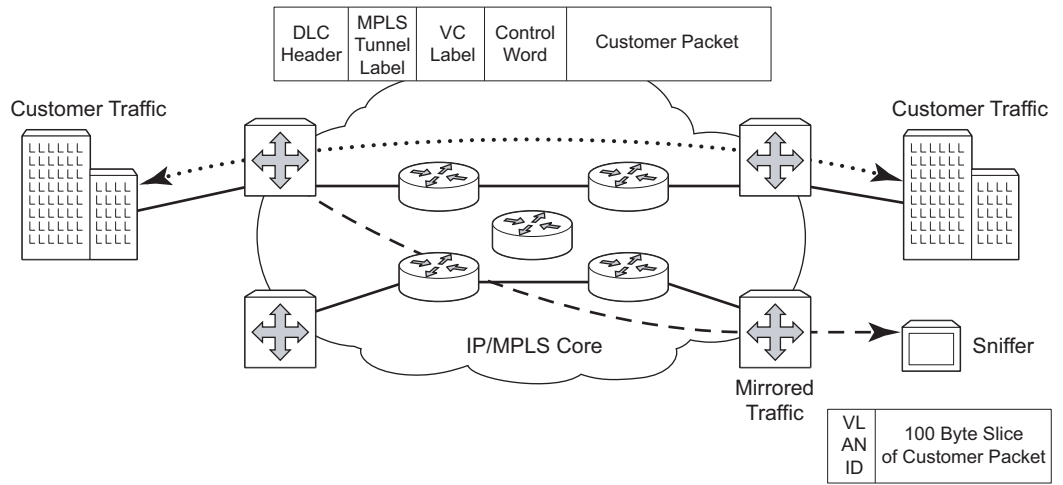 DLC
Header
MPLS
Tunnel
Label
VC
Label
Control
Word
Customer Packet
Customer Traffic
Customer Traffic
IP/MPLS Core
Sniffer
Mirrored
Traffic
VL
AN
ID
100 Byte Slice
of Customer Packet